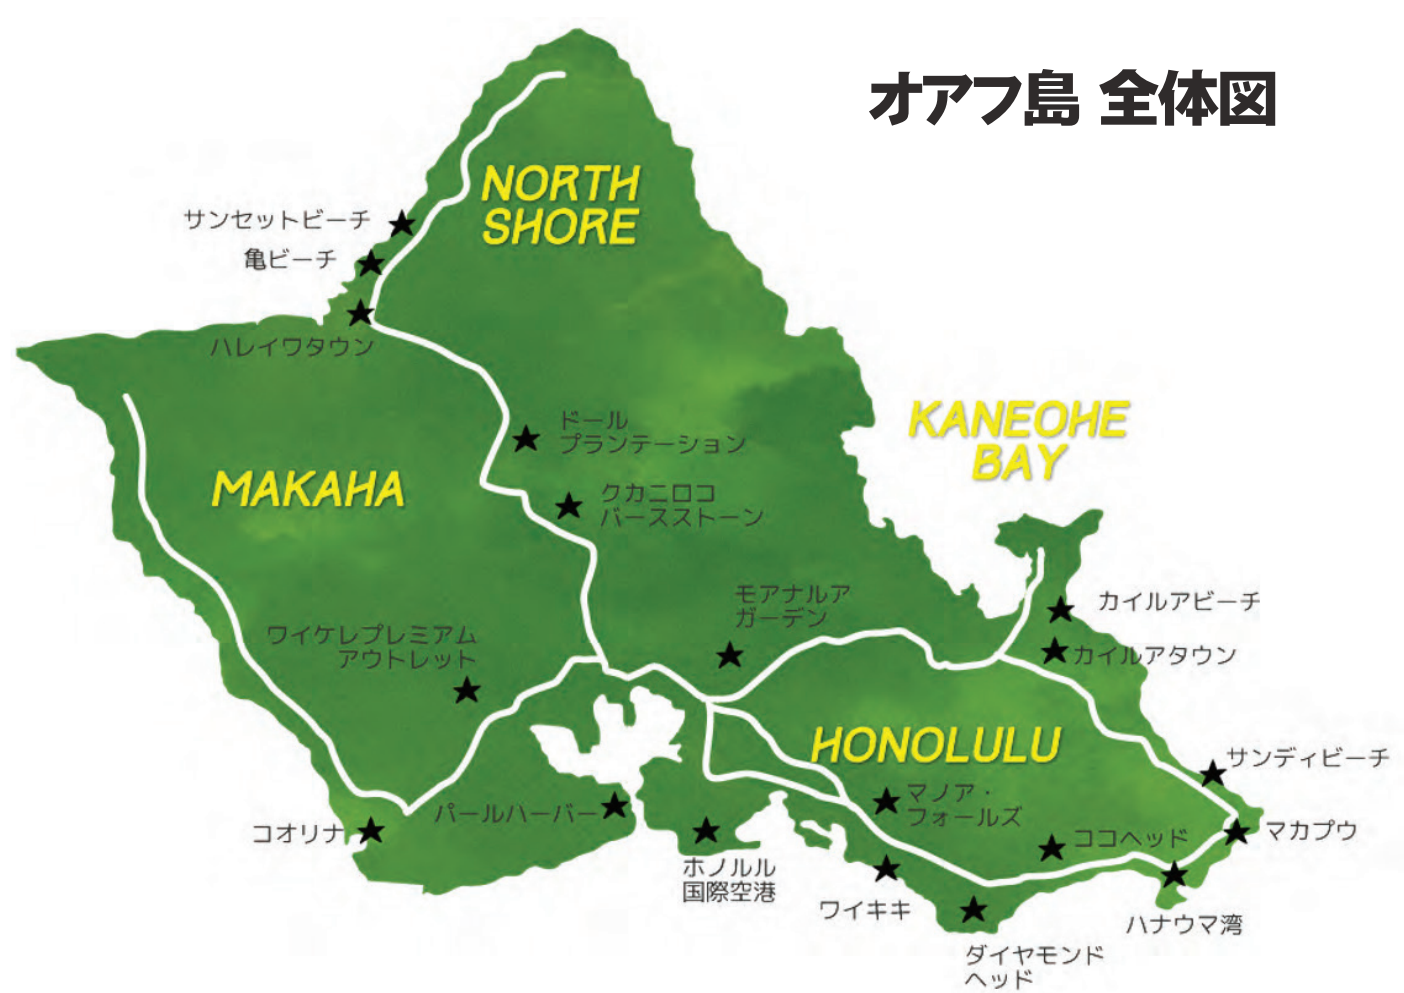 オアフ島 全体図
NORTH
SHORE
サンセットビーチ
亀ビーチ
ハレイワタウン
KANEOHE
BAY
ドール
プランテーション
MAKAHA
クカニロコ
バースストーン
モアナルア
ガーデン
カイルアビーチ
ワイケレプレミアム
アウトレット
カイルアタウン
HONOLULU
サンディビーチ
マノア・
フォールズ
パールハーバー
コオリナ
ココヘッド
マカプウ
ホノルル
国際空港
ワイキキ
ハナウマ湾
ダイヤモンド
ヘッド